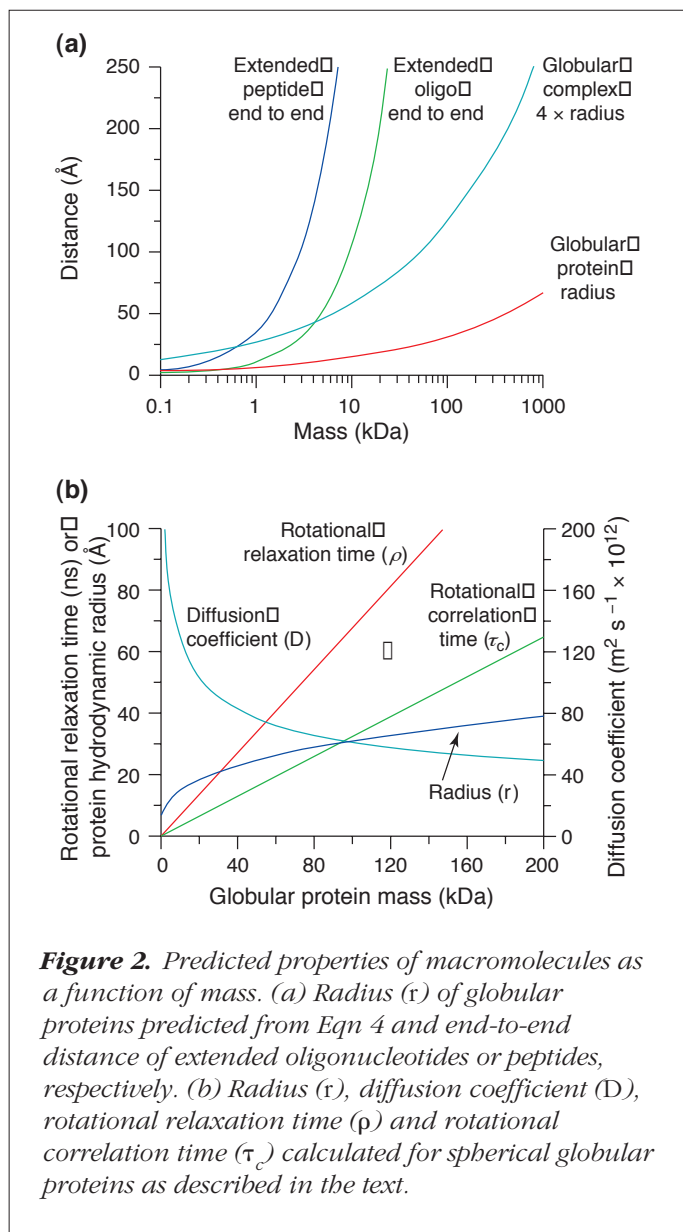 (a)
250
200
150
100
50
0
Distance (Å)
Extended□
peptide□
end to end
Extended□
oligo□
end to end
Globular□
complex□
4 × radius
Globular□
protein□
radius
0.1
1
10
100
1000
Mass (kDa)
(b)
Rotational relaxation time (ns) or□
protein hydrodynamic radius (Å)
100
80
60
40
20
0
Rotational□
relaxation time (ρ)
Diffusion□
coefficient (D)
Rotational□
correlation□
time (τc)
□
Radius (r)
200
160
120
80
40
0
Diffusion coefficient (m² s⁻¹ × 10¹²)
0
40
80
120
160
200
Globular protein mass (kDa)
Figure 2. Predicted properties of macromolecules as
a function of mass. (a) Radius (r) of globular
proteins predicted from Eqn 4 and end-to-end
distance of extended oligonucleotides or peptides,
respectively. (b) Radius (r), diffusion coefficient (D),
rotational relaxation time (ρ) and rotational
correlation time (τc) calculated for spherical globular
proteins as described in the text.